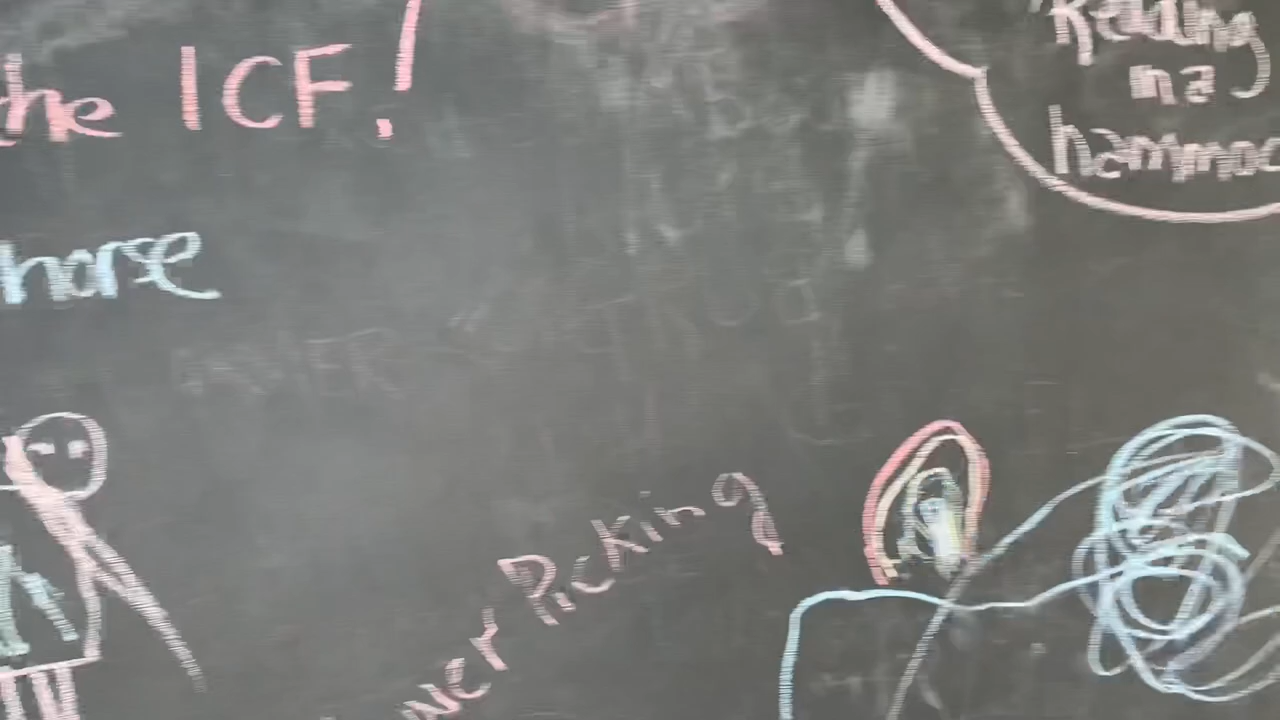 the ICF!
Reading
in a
hammoc
horse
wer Picking